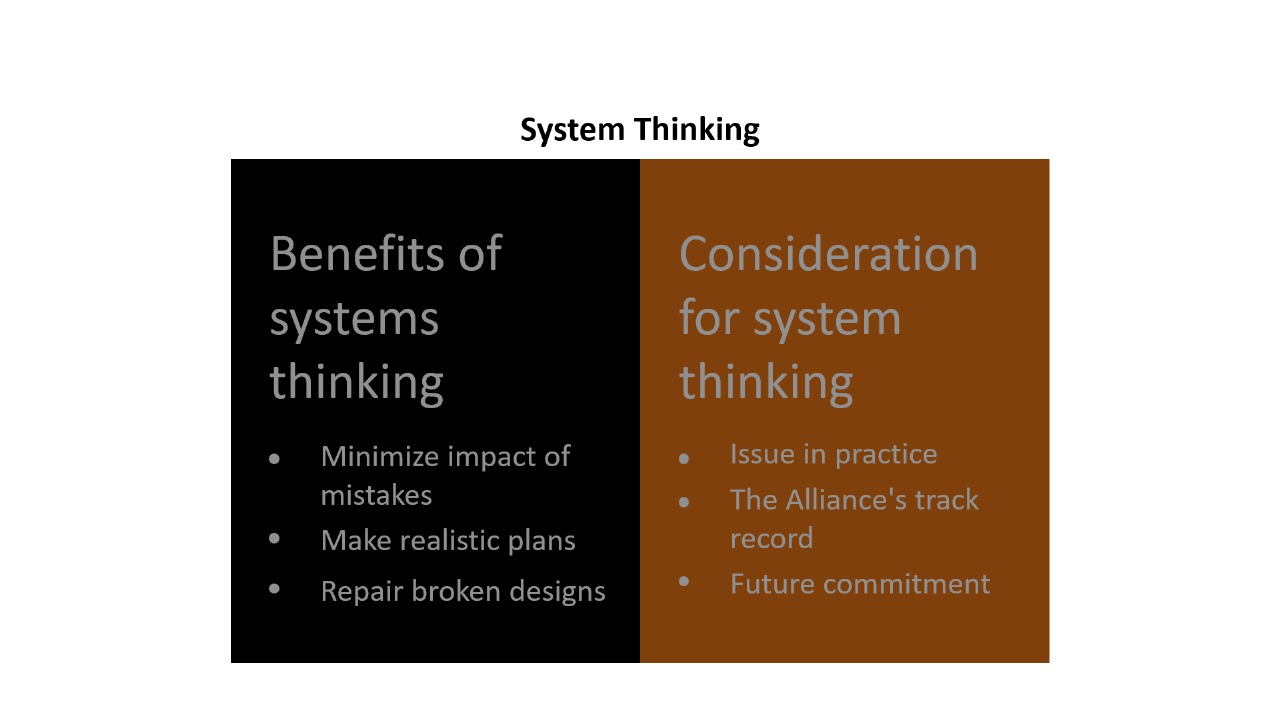 System Thinking
Benefits of
systems
thinking
• Minimize impact of
mistakes
• Make realistic plans
• Repair broken designs
Consideration
for system
thinking
• Issue in practice
• The Alliance's track
record
• Future commitment